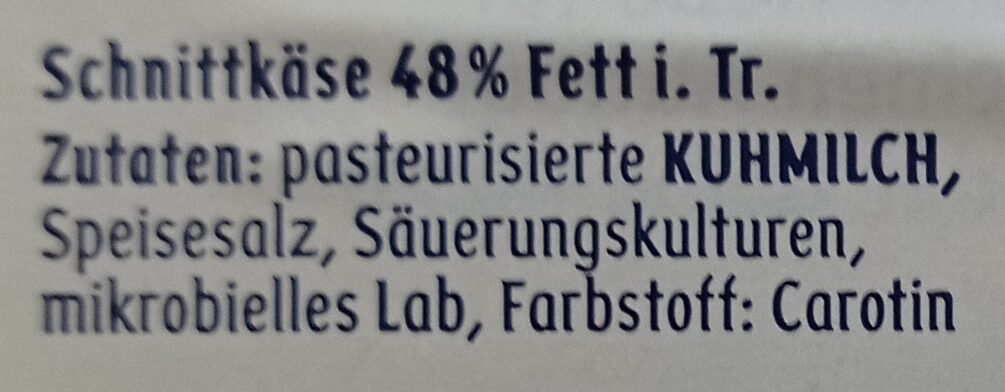 Schnittkäse 48% Fett i. Tr.
Zutaten: pasteurisierte KUHMILCH,
Speisesalz, Säuerungskulturen,
mikrobielles Lab, Farbstoff: Carotin